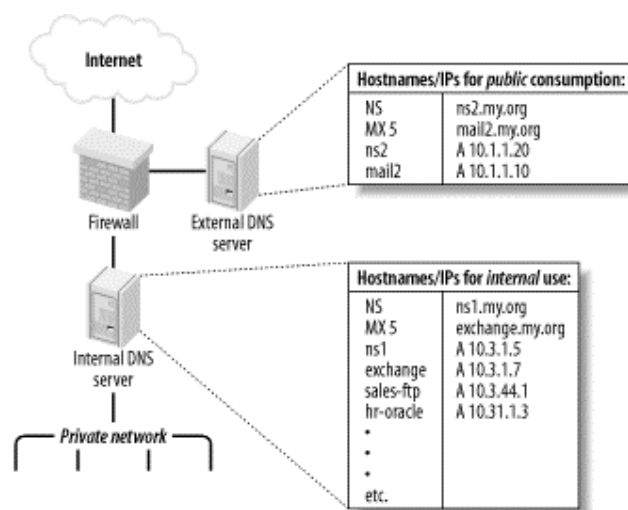 Internet
Firewall
External DNS
server
Internal DNS
server
Private network
Hostnames/IPs for public consumption:
NS ns2.my.org
MX 5 mail2.my.org
ns2 A 10.1.1.20
mail2 A 10.1.1.10
Hostnames/IPs for internal use:
NS ns1.my.org
MX 5 exchange.my.org
ns1 A 10.3.1.5
exchange A 10.3.1.7
sales-ftp A 10.3.44.1
hr-oracle A 10.31.1.3
•
•
•
etc.